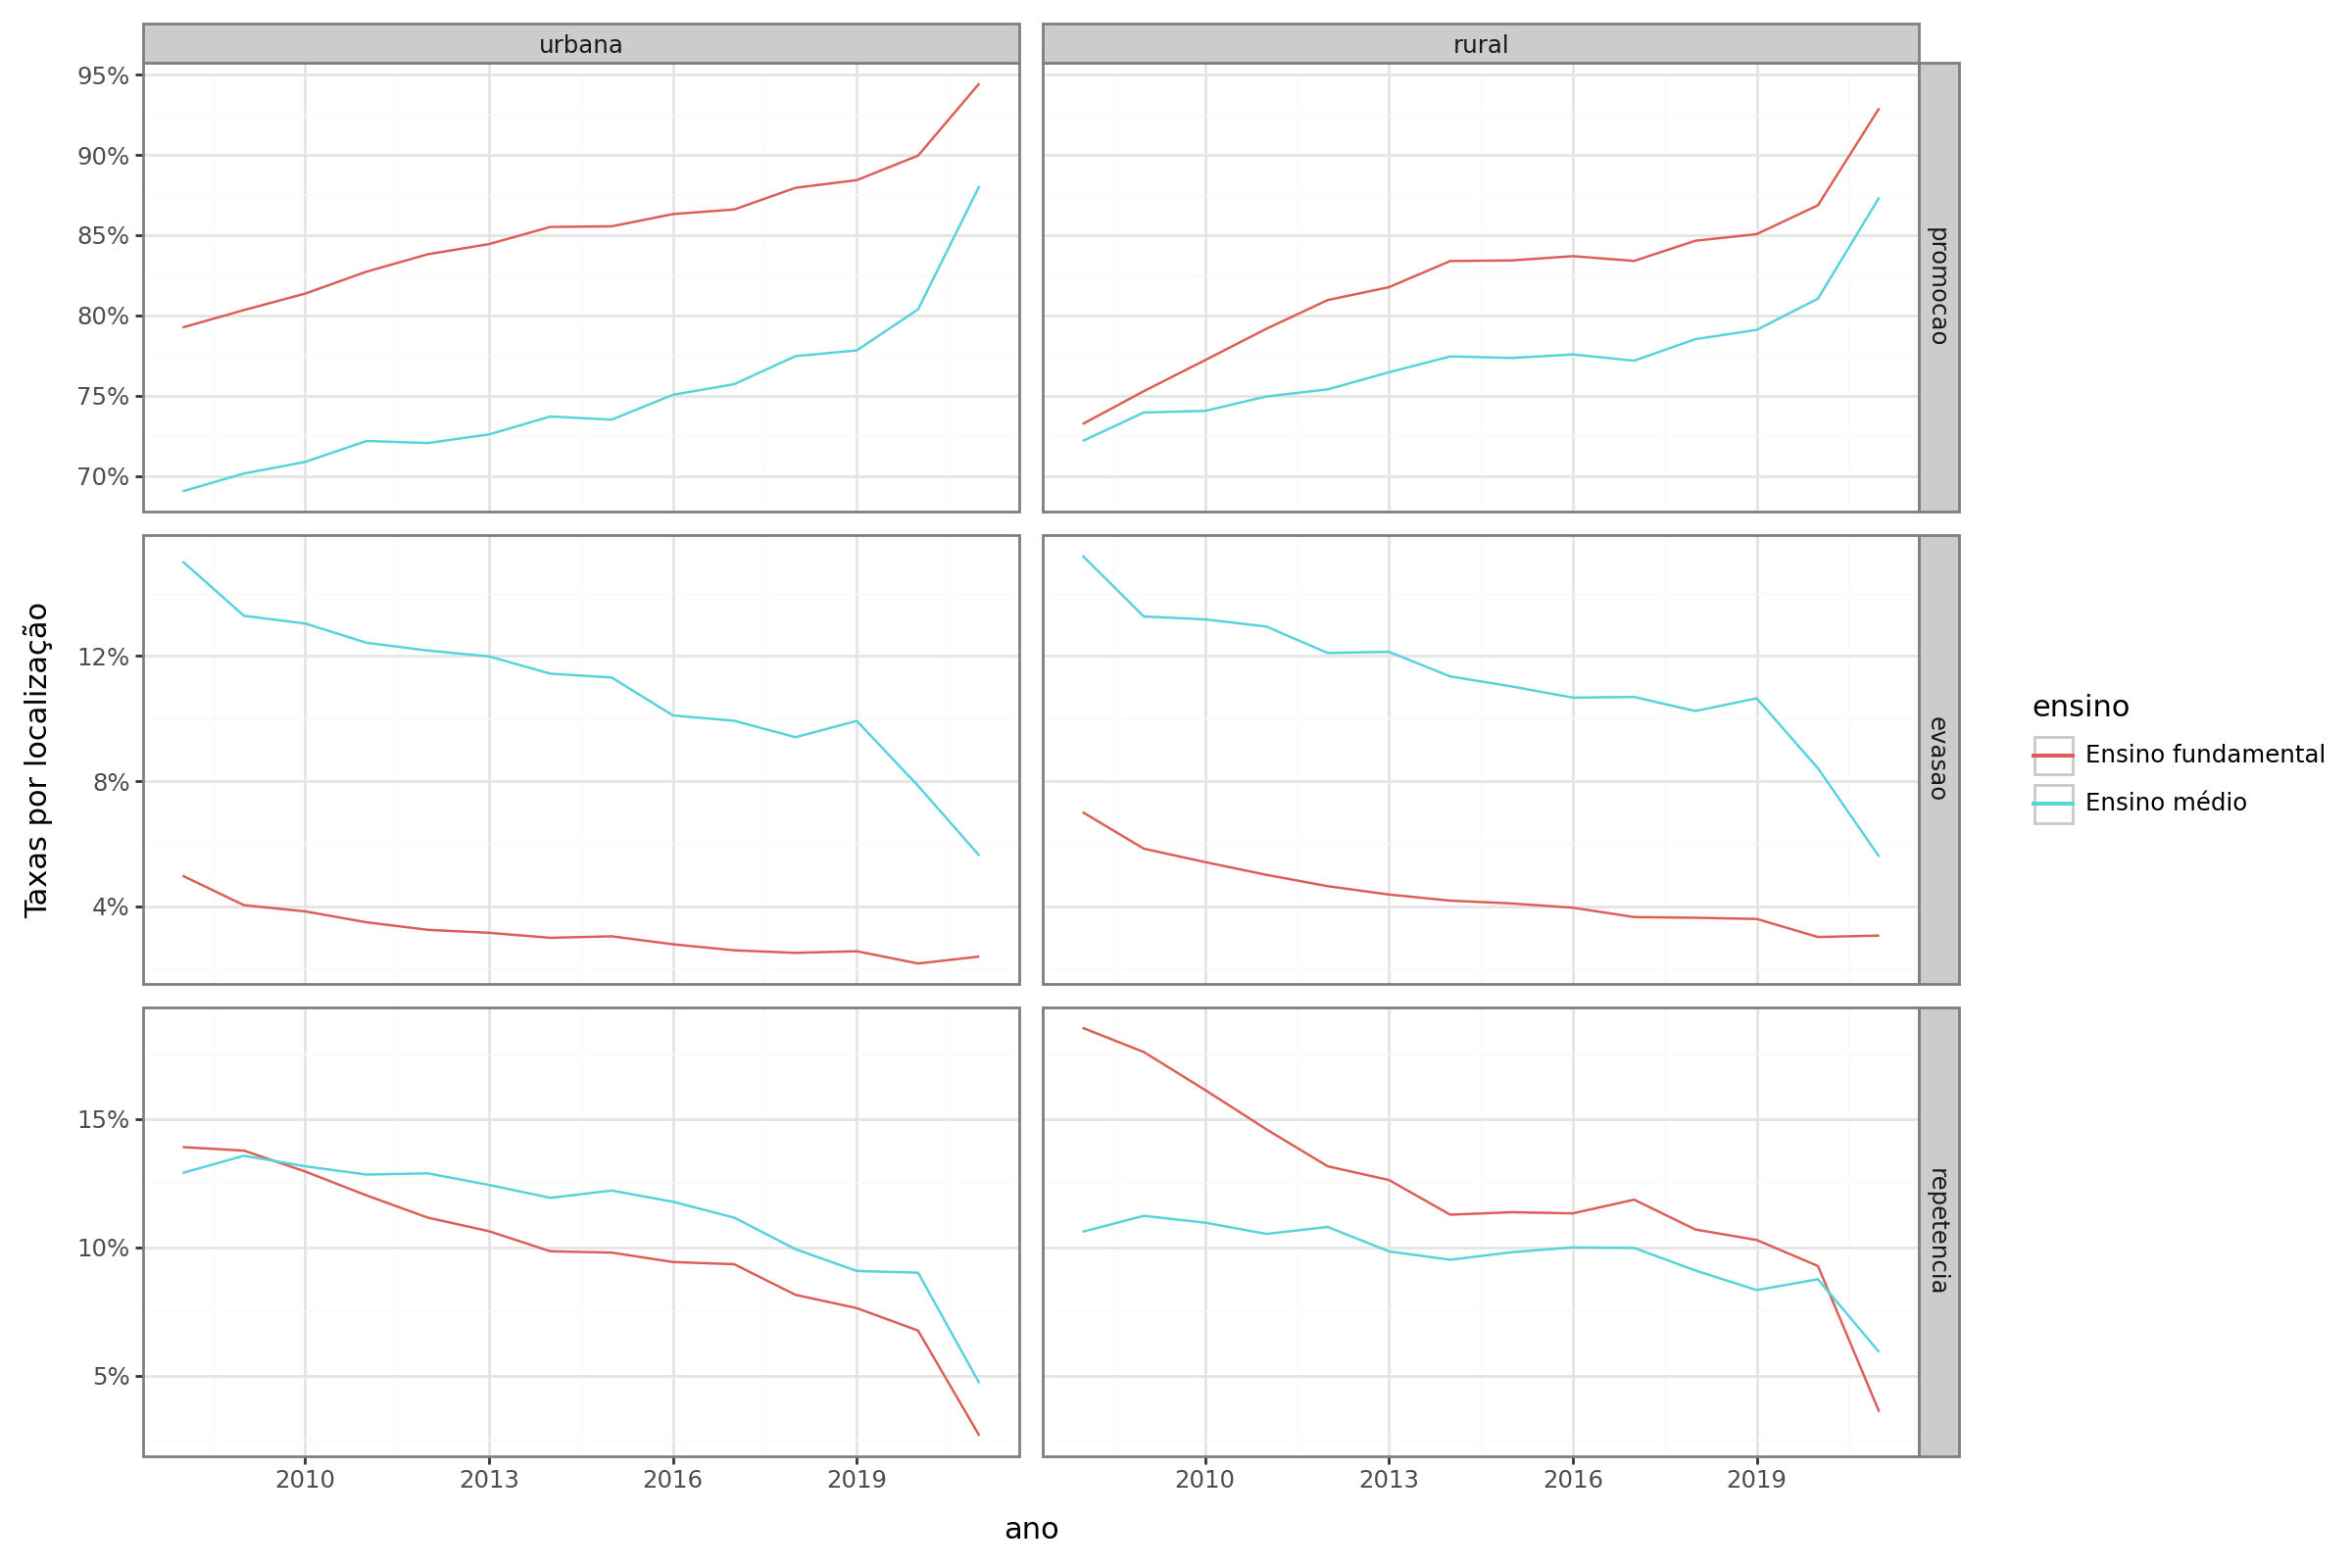 urbana
rural
95%
90%
85%
80%
75%
70%
promocao
12%
8%
4%
evasao
15%
10%
5%
repetencia
2010
2013
2016
2019
2010
2013
2016
2019
ano
Taxas por localização
ensino
Ensino fundamental
Ensino médio